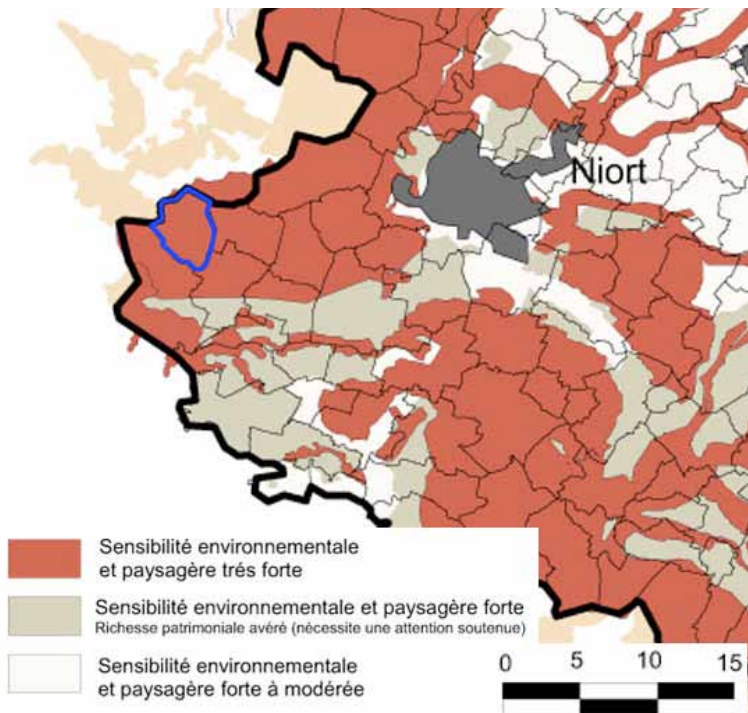 Niort
Sensibilité environnementale
et paysagère trés forte
Sensibilité environnementale et paysagère forte
Richesse patrimoniale avéré (nécessite une attention soutenue)
Sensibilité environnementale
et paysagère forte à modérée
0 5 10 15